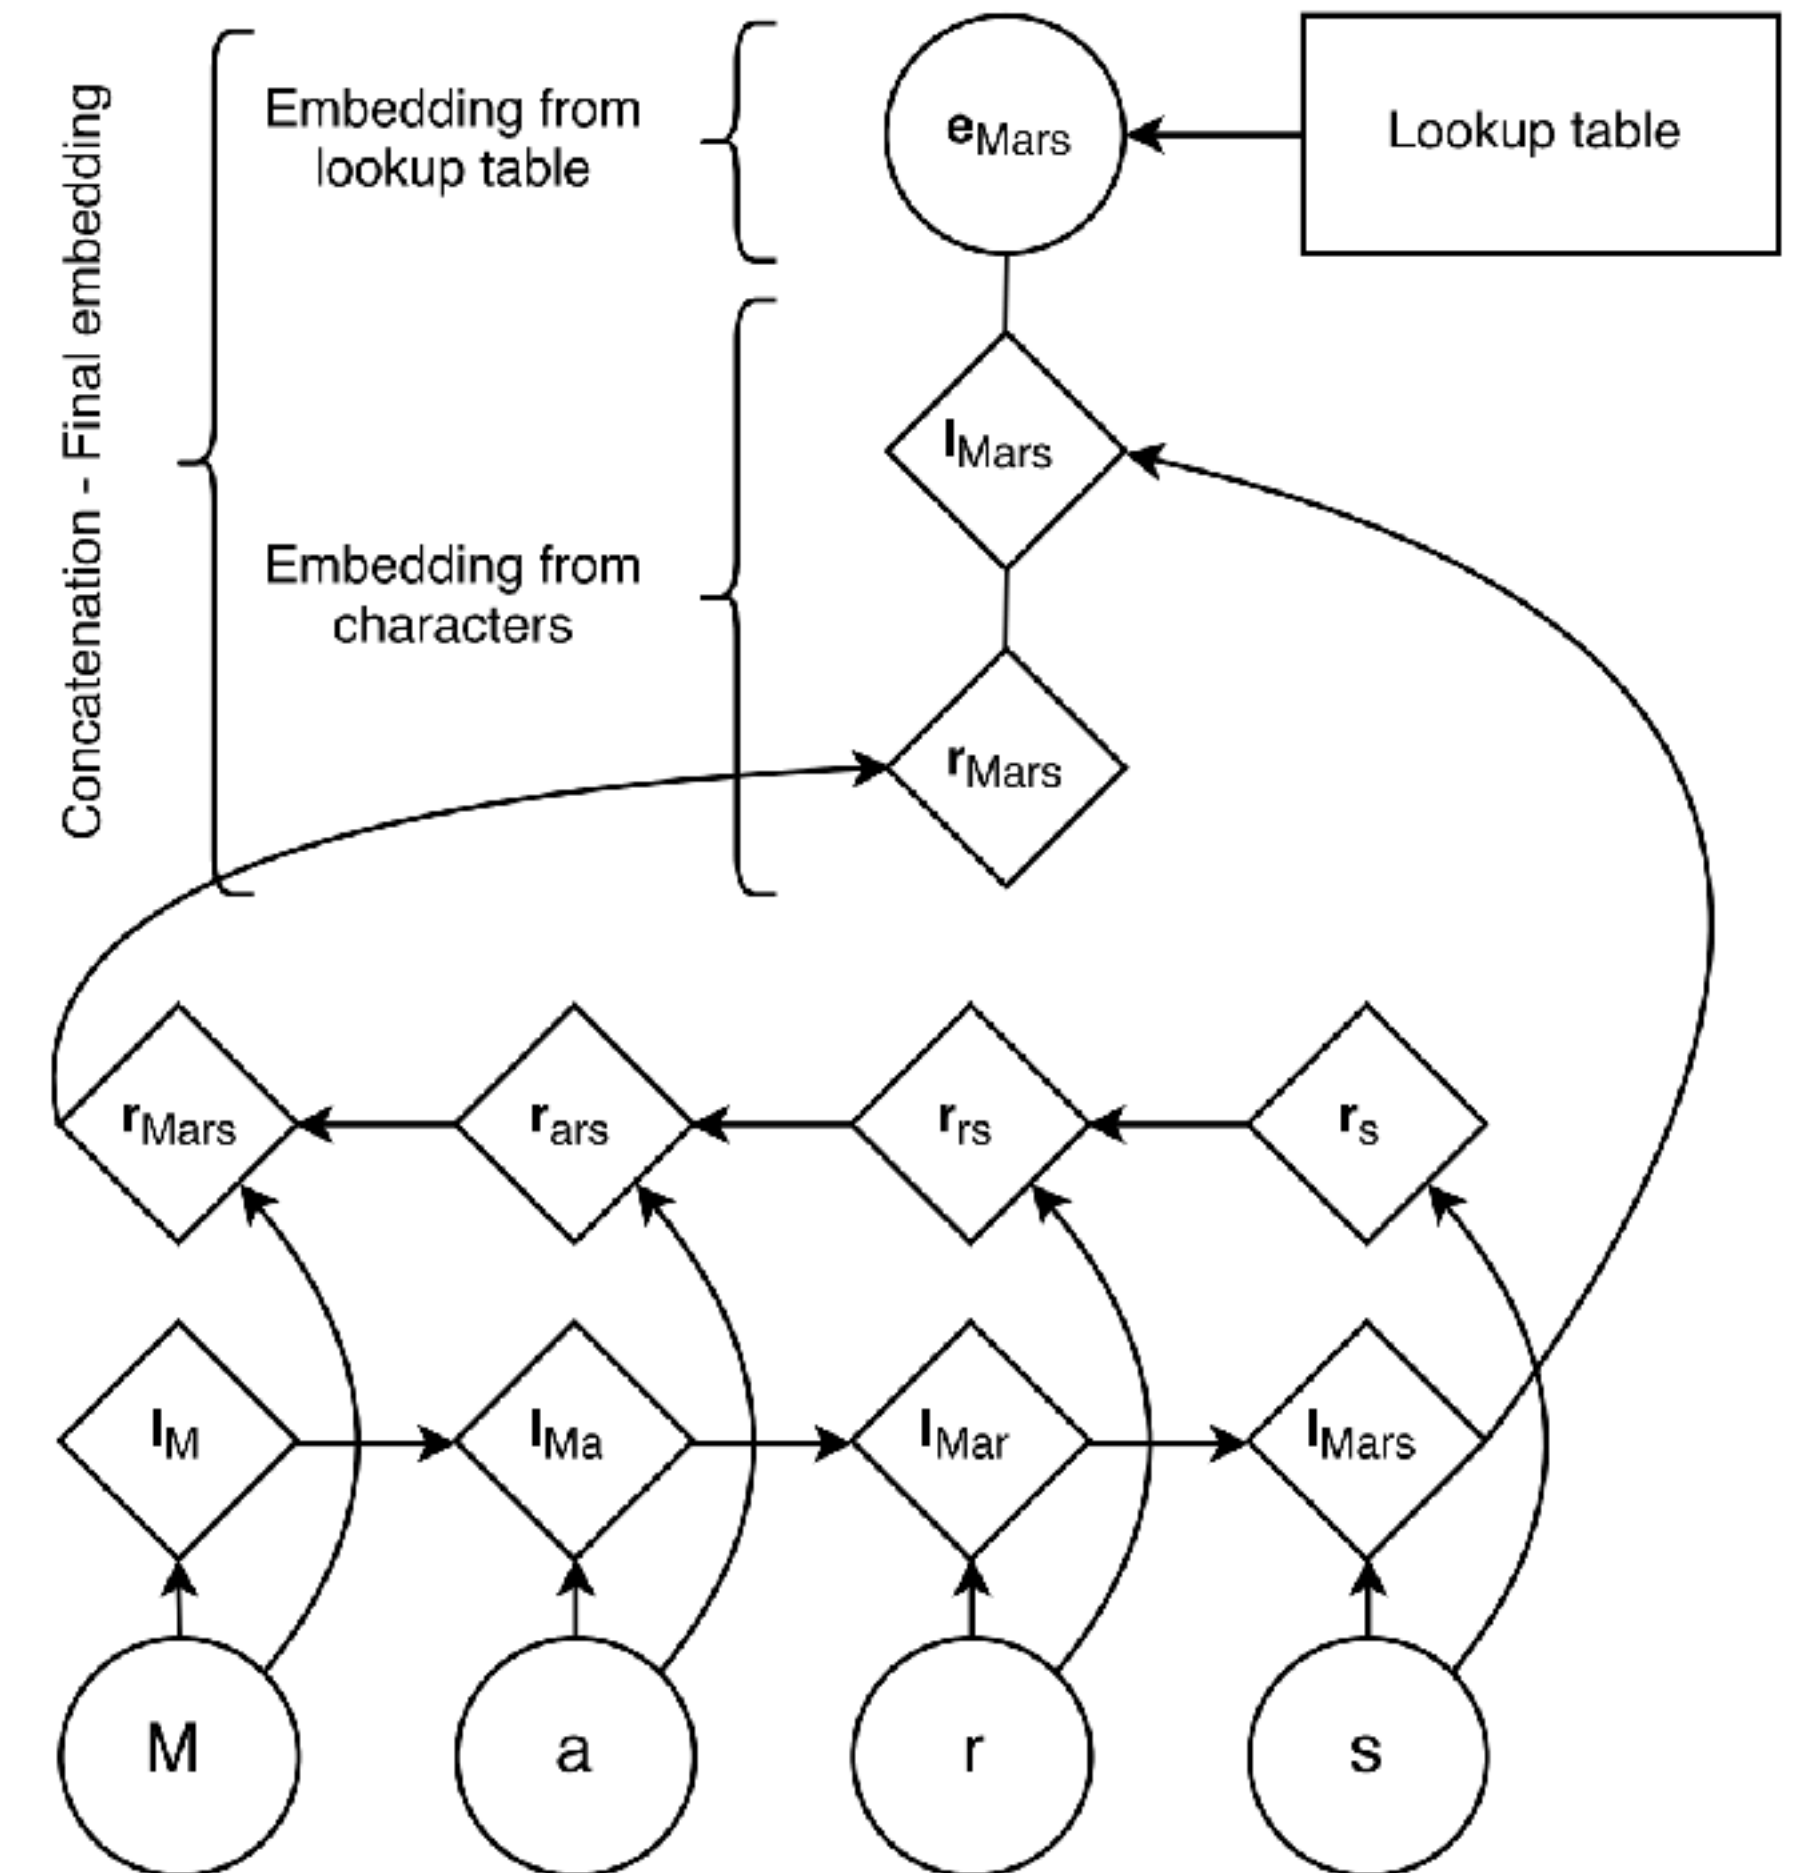 Concatenation - Final embedding
Embedding from
lookup table
eMars
Lookup table
lMars
Embedding from
characters
rMars
rMars
rars
rrs
rs
lM
lMa
lMar
lMars
M
a
r
s